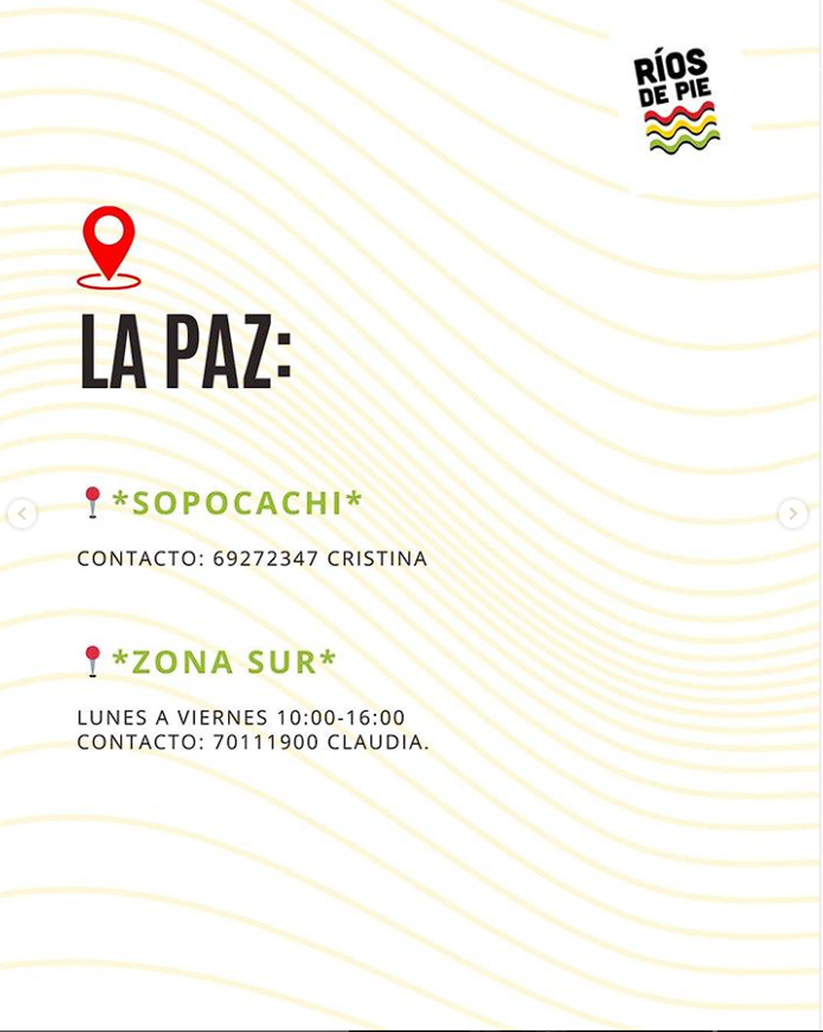 RÍOS
DE PIE
LA PAZ:
*SOPOCACHI*
CONTACTO: 69272347 CRISTINA
*ZONA SUR*
LUNES A VIERNES 10:00-16:00
CONTACTO: 70111900 CLAUDIA.